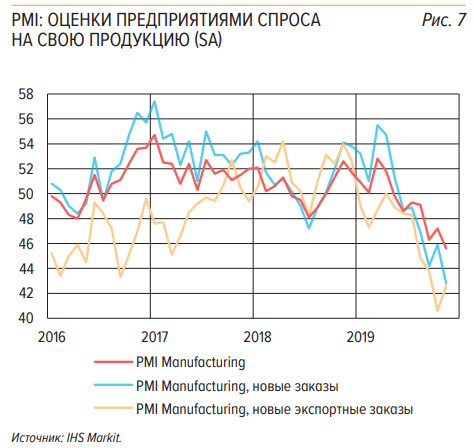 PMI: ОЦЕНКИ ПРЕДПРИЯТИЯМИ СПРОСА Рис. 7
НА СВОЮ ПРОДУКЦИЮ (SA)
58
56
54
52
50
48
46
44
42
40
2016 2017 2018 2019
PMI Manufacturing
PMI Manufacturing, новые заказы
PMI Manufacturing, новые экспортные заказы
Источник: IHS Markit.